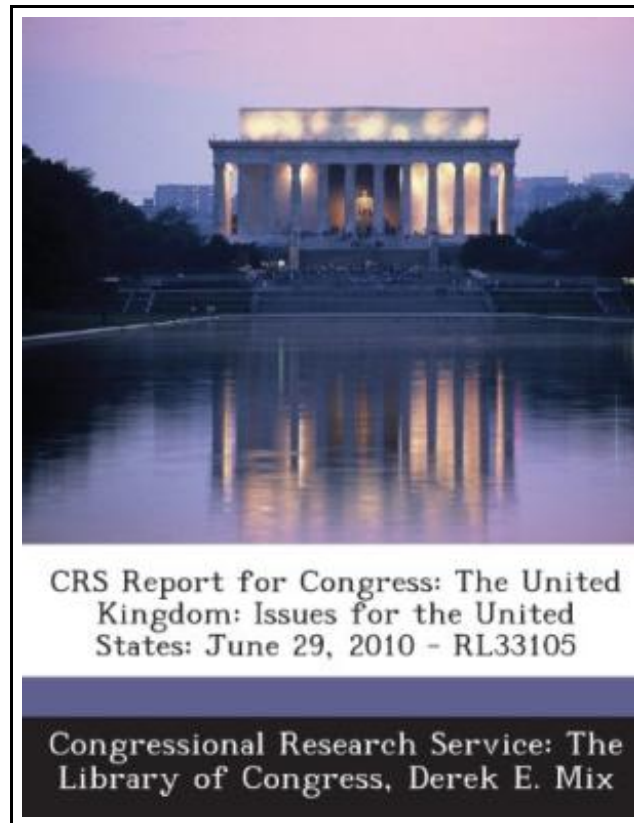 CRS Report for Congress: The United
Kingdom: Issues for the United
States: June 29, 2010 - RL33105
Congressional Research Service: The
Library of Congress, Derek E. Mix